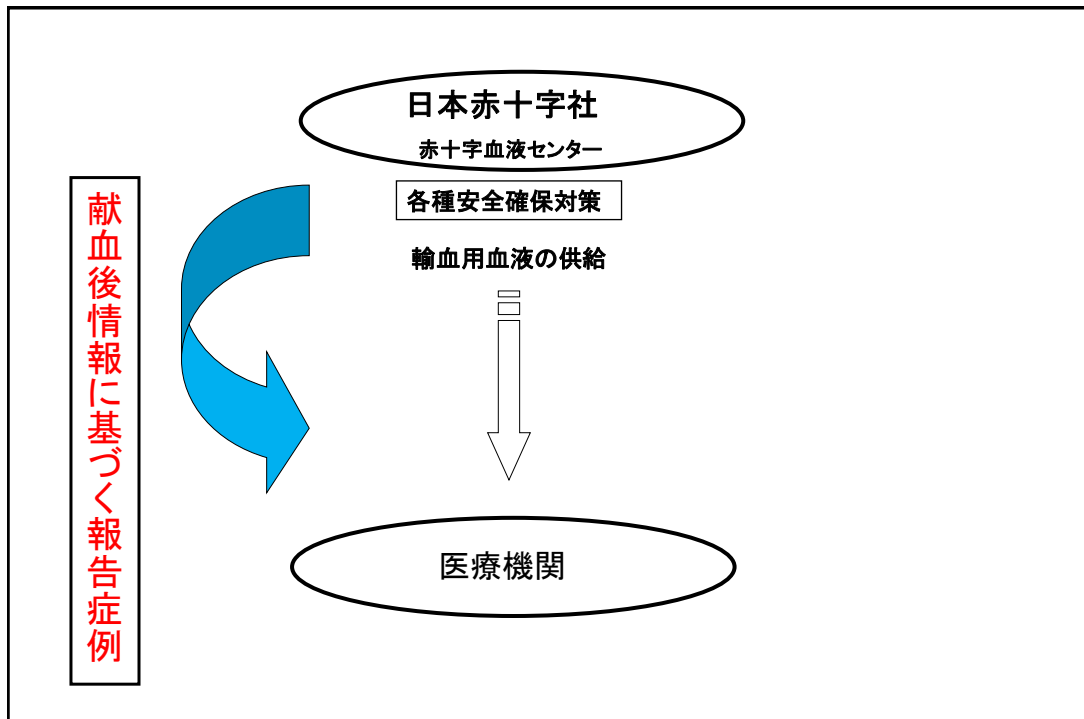 日本赤十字社
赤十字血液センター
各種安全確保対策
輸血用血液の供給
献血後情報に基づく報告症例
医療機関